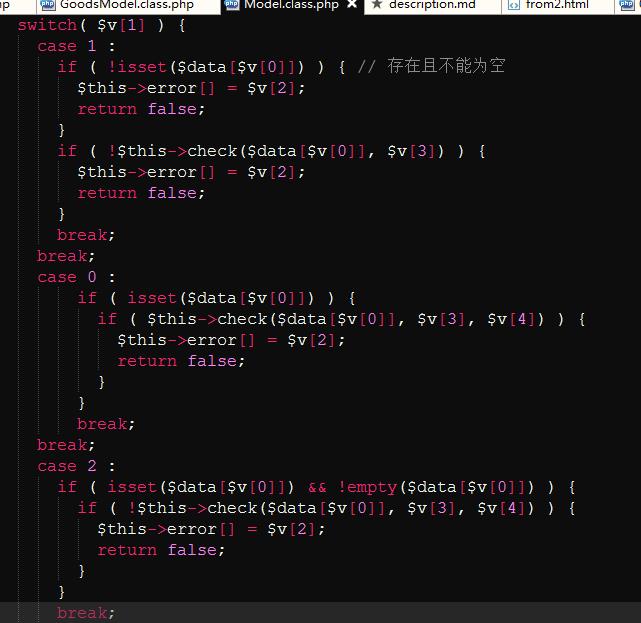 hp
GoodsModel.class.php
Model.class.php
description.md
from2.html
switch( $v[1] ) {
case 1 :
if ( !isset($data[$v[0]]) ) { // 存在且不能为空
$this->error[] = $v[2];
return false;
}
if ( !$this->check($data[$v[0]], $v[3]) ) {
$this->error[] = $v[2];
return false;
}
break;
break;
case 0 :
if ( isset($data[$v[0]]) ) {
if ( $this->check($data[$v[0]], $v[3], $v[4]) ) {
$this->error[] = $v[2];
return false;
}
}
break;
break;
case 2 :
if ( isset($data[$v[0]]) && !empty($data[$v[0]]) ) {
if ( !$this->check($data[$v[0]], $v[3], $v[4]) ) {
$this->error[] = $v[2];
return false;
}
}
break;